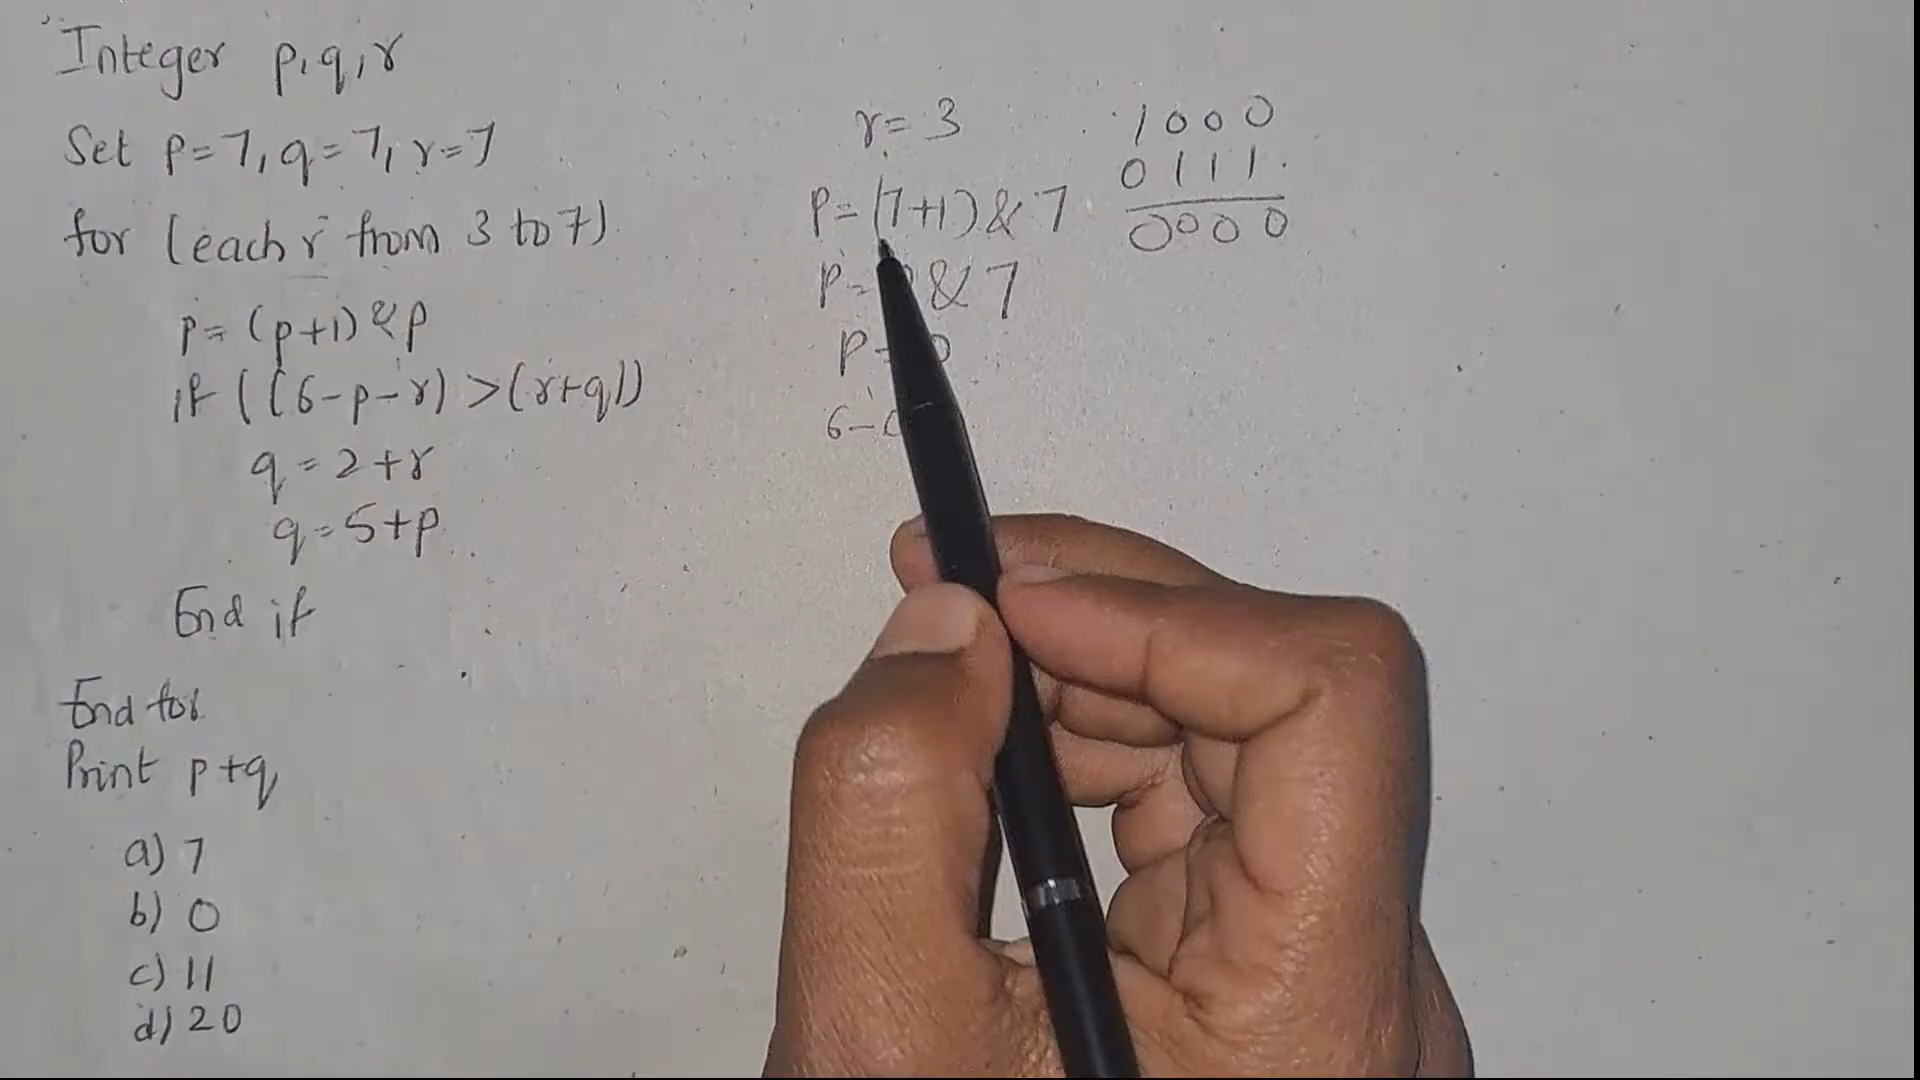 Integer p,q,r
Set p=7, q=7, r=7
for (each r from 3 to 7)
p=(p+1)&p
if ((6-p-r)>(r+q))
q=2+r
q=5+p
End if
End for
Print p+q
a) 7
b) 0
c) 11
d) 20
r=3
p=(7+1)&7
p= &7
p=0
6-
1000
0111
0000